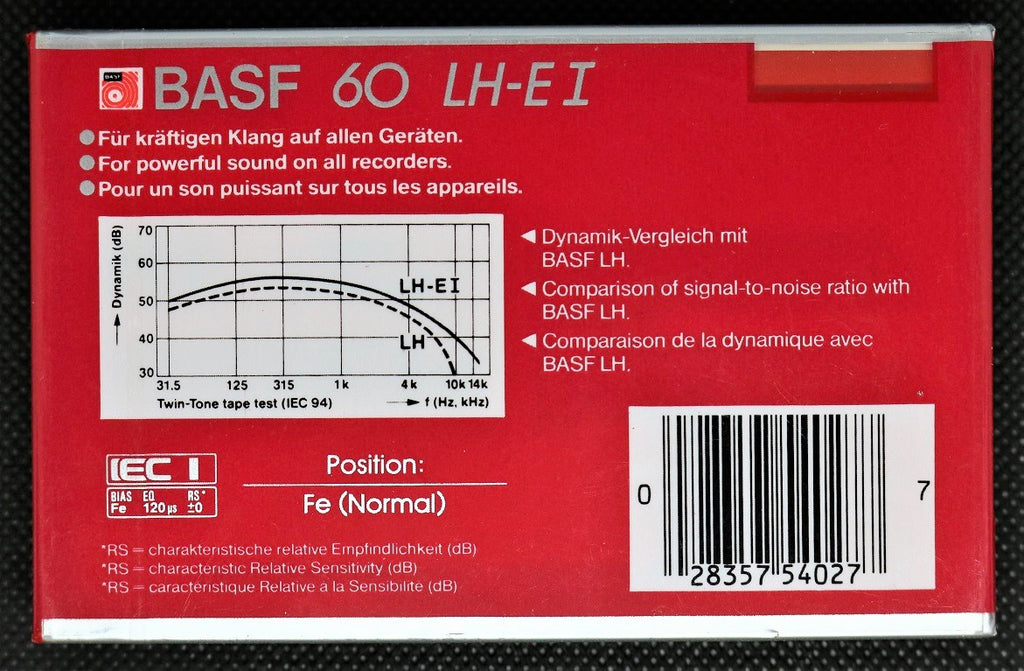 BASF BASF 60 LH-E I
Für kräftigen Klang auf allen Geräten.
For powerful sound on all recorders.
Pour un son puissant sur tous les appareils.
Dynamik (dB)
70
60
50
40
30
LH-E I
LH
31.5 125 315 1k 4k 10k 14k
Twin-Tone tape test (IEC 94) f (Hz, kHz)
Dynamik-Vergleich mit
BASF LH.
Comparison of signal-to-noise ratio with
BASF LH.
Comparaison de la dynamique avec
BASF LH.
IEC I
BIAS EQ RS*
Fe 120 µs ±0
Position:
Fe (Normal)
*RS = charakteristische relative Empfindlichkeit (dB)
*RS = characteristic Relative Sensitivity (dB)
*RS = caractéristique Relative à la Sensibilité (dB)
0 28357 54027 7